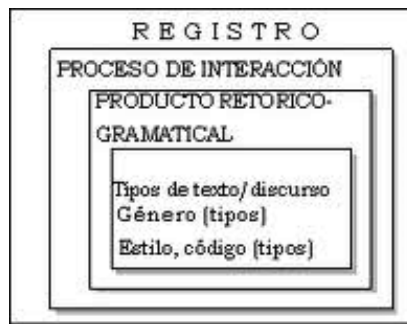 REGISTRO
PROCESO DE INTERACCIÓN
PRODUCTO RETORICO-
GRAMATICAL
Tipos de texto/discurso
Género (tipos)
Estilo, código (tipos)